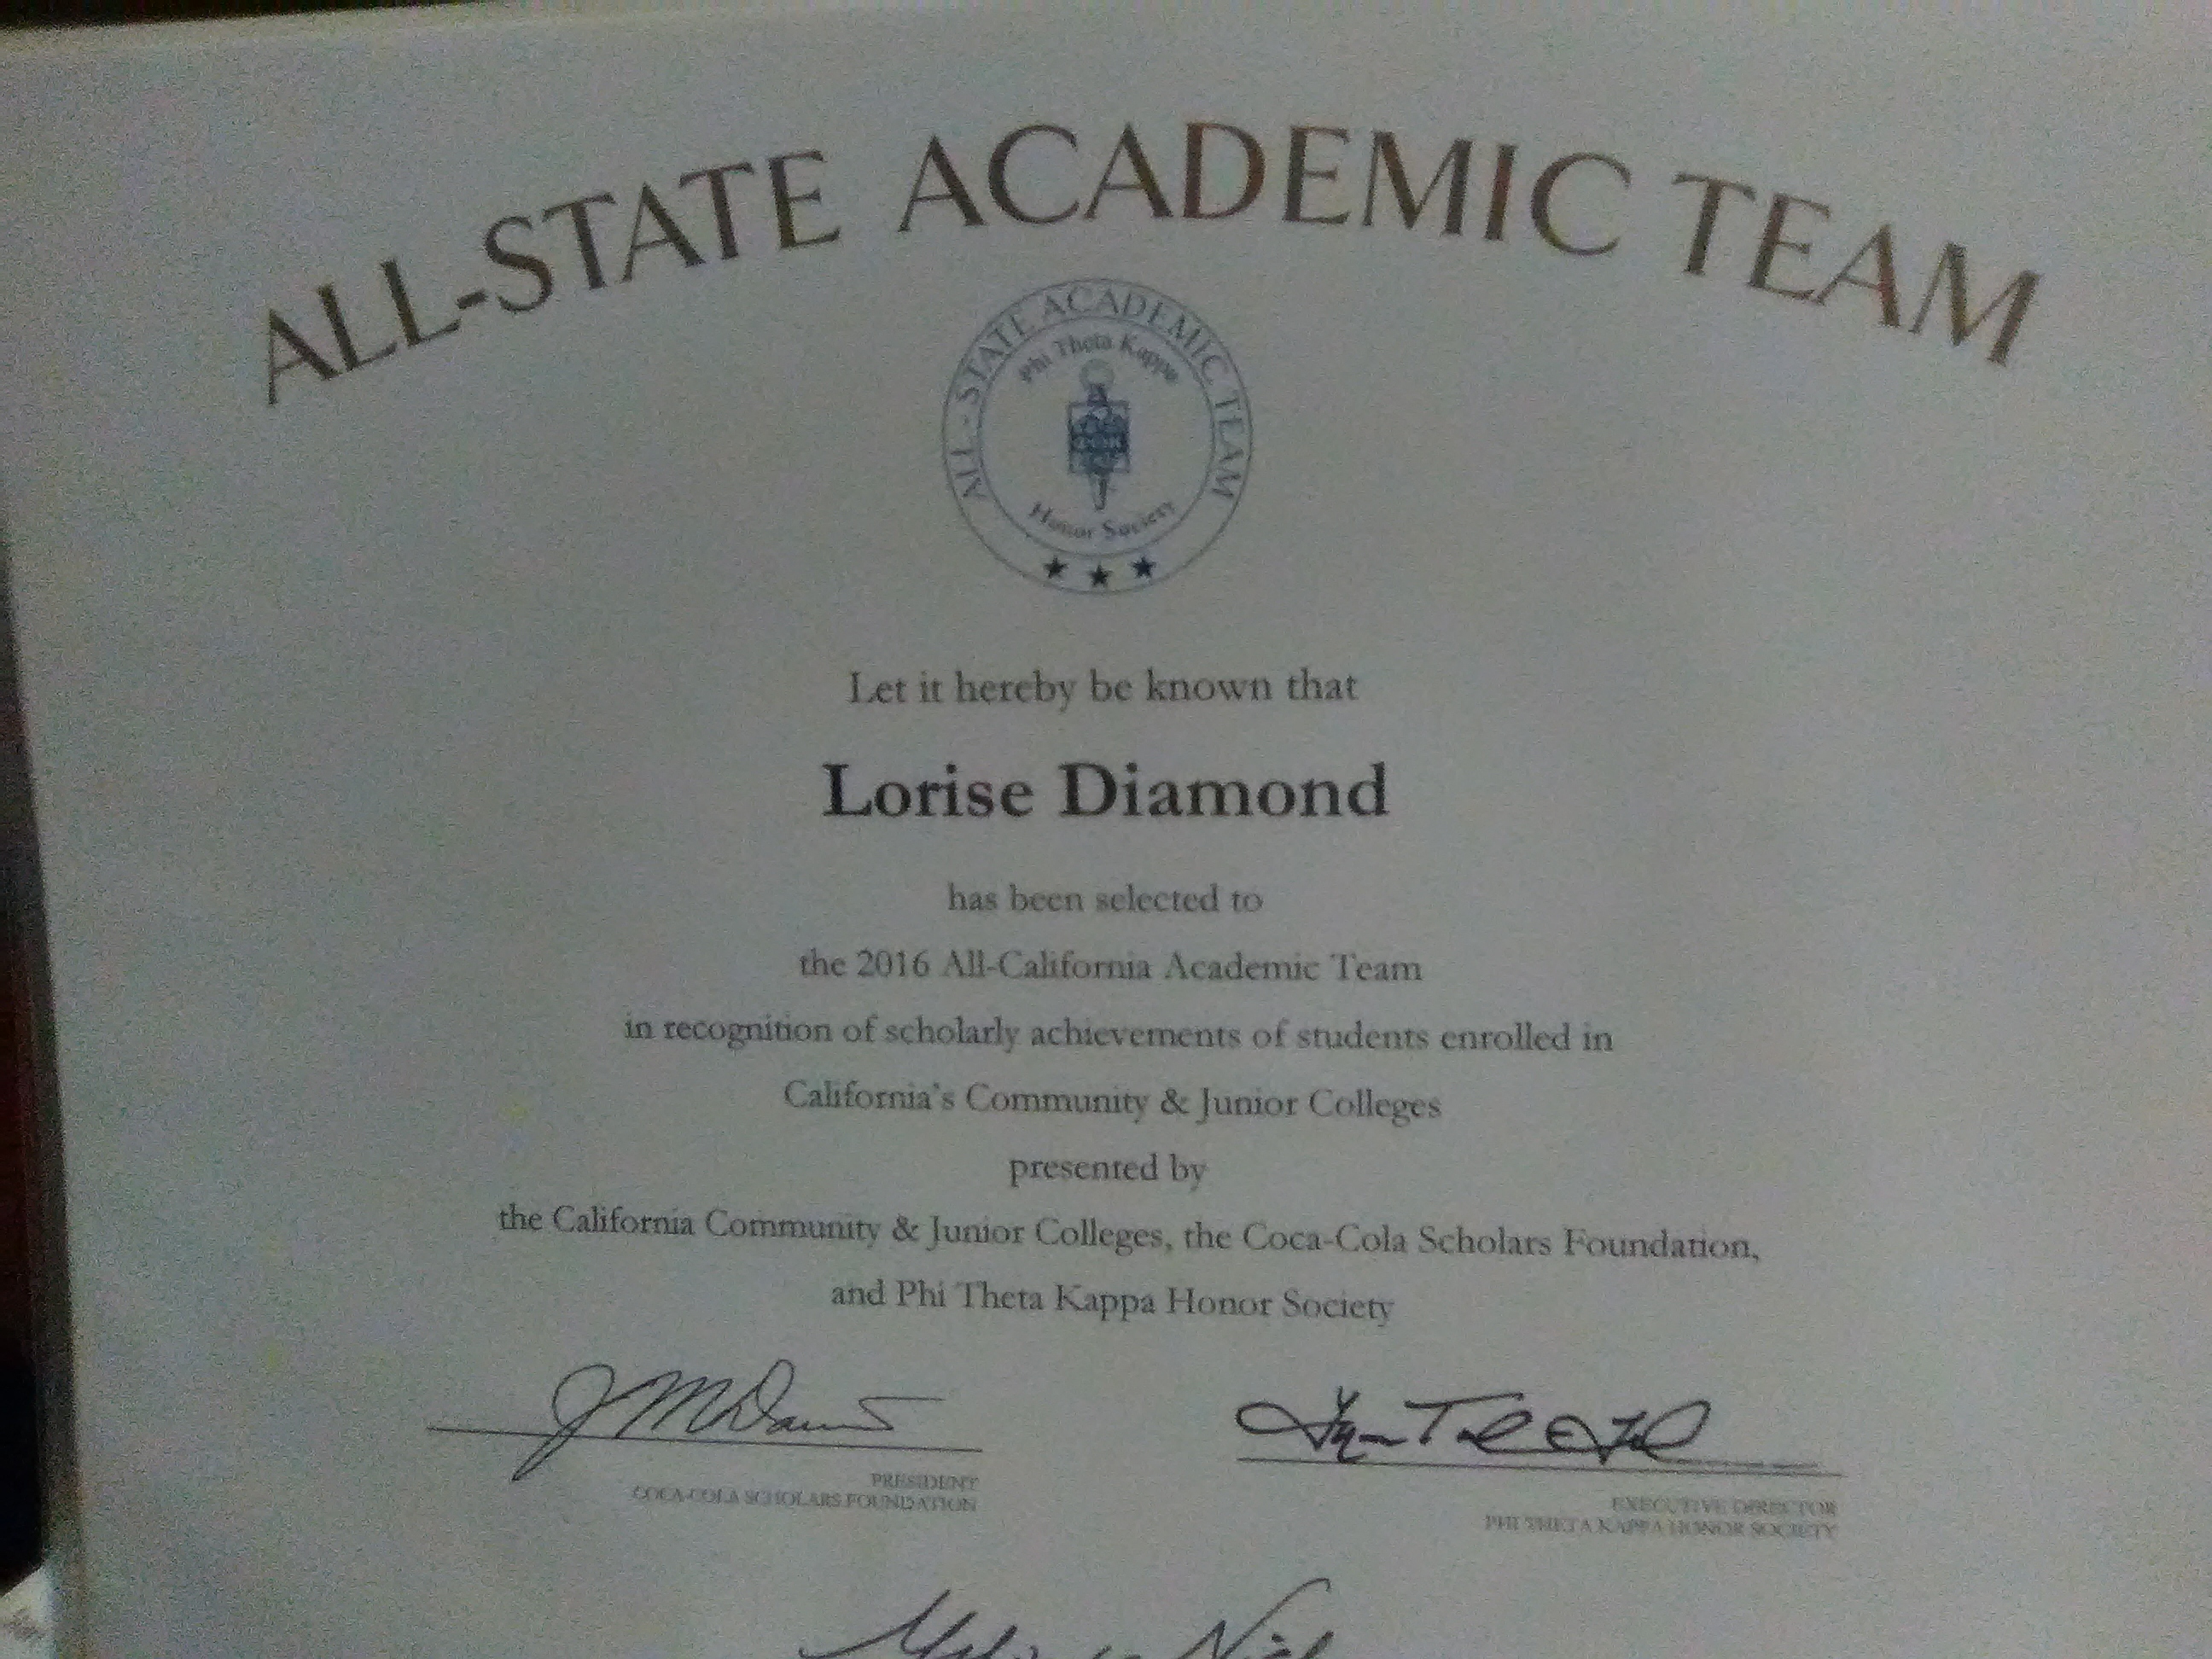 ALL-STATE ACADEMIC TEAM
ALL-STATE ACADEMIC TEAM
Phi Theta Kappa
Honor Society
Let it hereby be known that
Lorise Diamond
has been selected to
the 2016 All-California Academic Team
in recognition of scholarly achievements of students enrolled in
California's Community & Junior Colleges
presented by
the California Community & Junior Colleges, the Coca-Cola Scholars Foundation,
and Phi Theta Kappa Honor Society
PRESIDENT
COCA-COLA SCHOLARS FOUNDATION
EXECUTIVE DIRECTOR
PHI THETA KAPPA HONOR SOCIETY